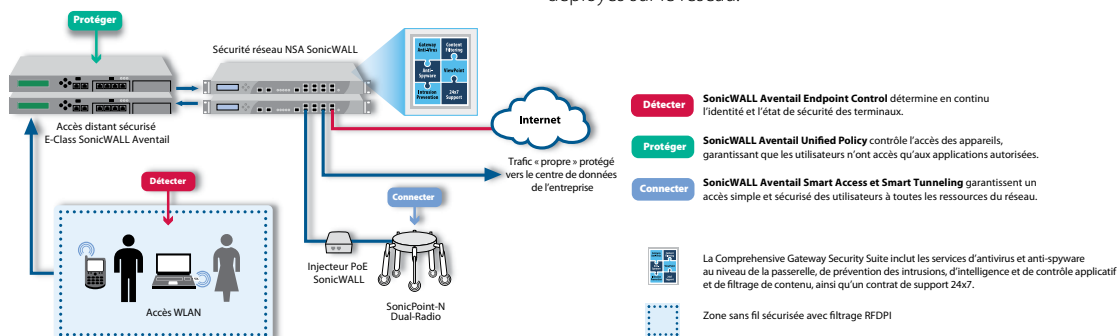 déployés sur le réseau.
Protéger
Sécurité réseau NSA SonicWALL
Gateway
Anti-Virus
Content
Filtering
Anti-
Spyware
ViewPoint
Intrusion
Prevention
24x7
Support
Accès distant sécurisé
E-Class SonicWALL Aventail
Internet
Trafic « propre » protégé
vers le centre de données
de l'entreprise
Détecter
Connecter
Accès WLAN
Injecteur PoE
SonicWALL
SonicPoint-N
Dual-Radio
Détecter
SonicWALL Aventail Endpoint Control détermine en continu
l'identité et l'état de sécurité des terminaux.
Protéger
SonicWALL Aventail Unified Policy contrôle l'accès des appareils,
garantissant que les utilisateurs n'ont accès qu'aux applications autorisées.
Connecter
SonicWALL Aventail Smart Access et Smart Tunneling garantissent un
accès simple et sécurisé des utilisateurs à toutes les ressources du réseau.
La Comprehensive Gateway Security Suite inclut les services d'antivirus et anti-spyware
au niveau de la passerelle, de prévention des intrusions, d'intelligence et de contrôle applicatif
et de filtrage de contenu, ainsi qu'un contrat de support 24x7.
Zone sans fil sécurisée avec filtrage RFDPI